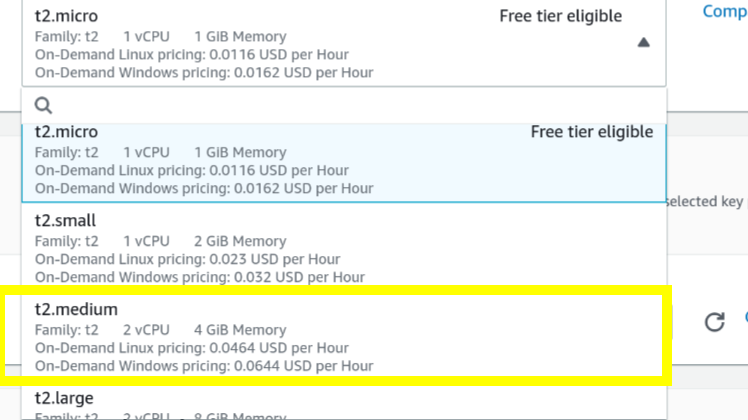 t2.micro Free tier eligible
Family: t2 1 vCPU 1 GiB Memory
On-Demand Linux pricing: 0.0116 USD per Hour
On-Demand Windows pricing: 0.0162 USD per Hour
Comp
t2.micro Free tier eligible
Family: t2 1 vCPU 1 GiB Memory
On-Demand Linux pricing: 0.0116 USD per Hour
On-Demand Windows pricing: 0.0162 USD per Hour
selected key
t2.small
Family: t2 1 vCPU 2 GiB Memory
On-Demand Linux pricing: 0.023 USD per Hour
On-Demand Windows pricing: 0.032 USD per Hour
t2.medium
Family: t2 2 vCPU 4 GiB Memory
On-Demand Linux pricing: 0.0464 USD per Hour
On-Demand Windows pricing: 0.0644 USD per Hour
t2.large
Family: t2 2 vCPU 8 GiB Memory